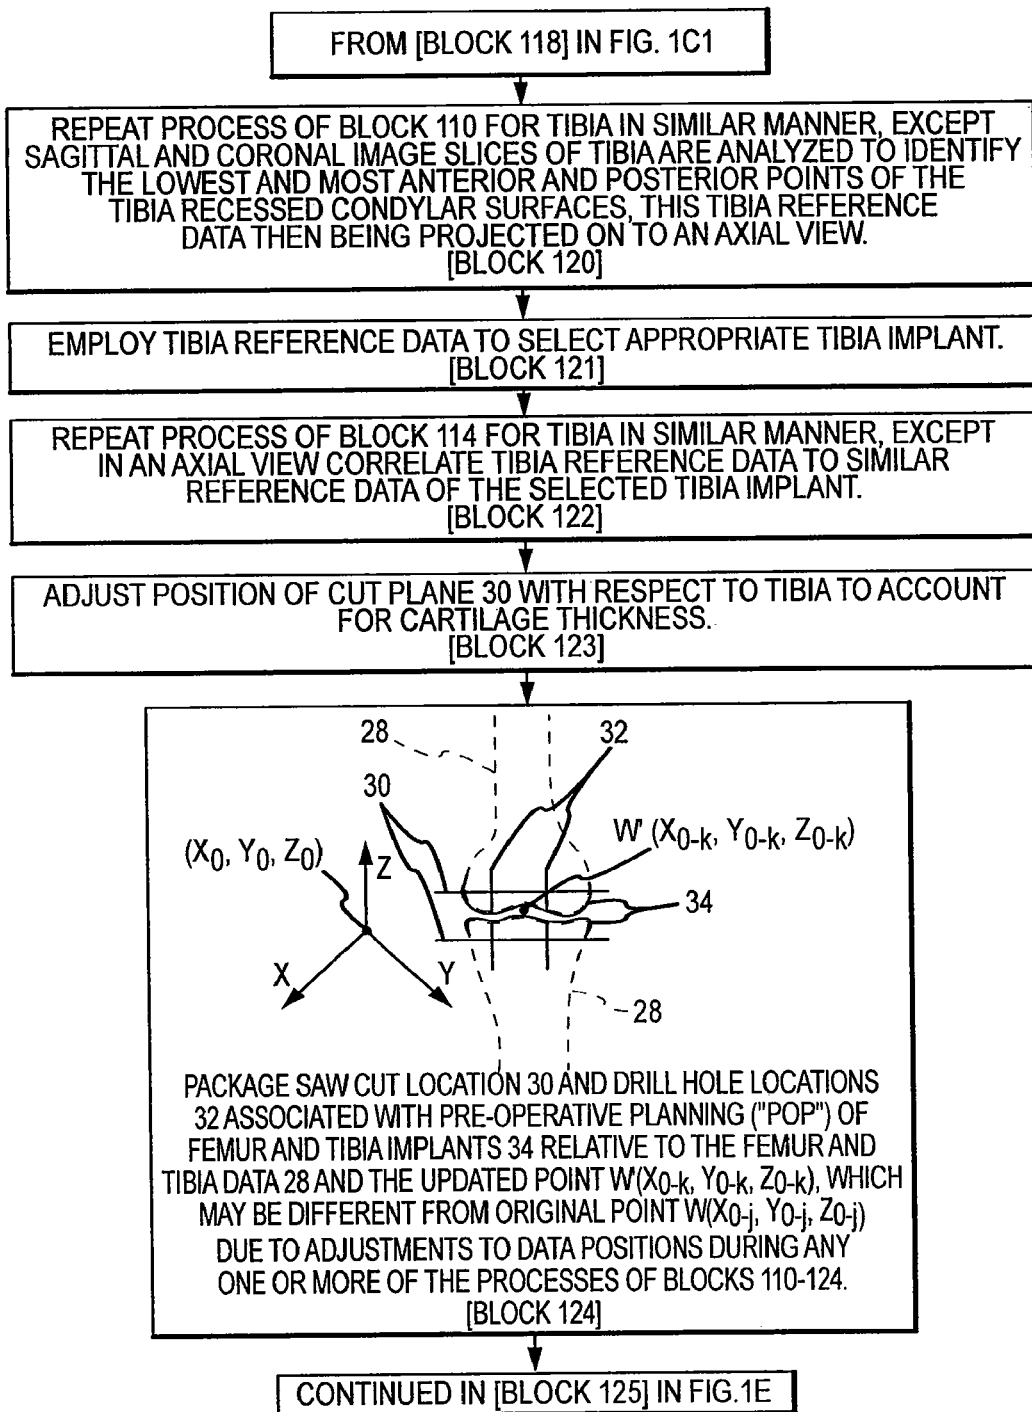 FROM [BLOCK 118] IN FIG. 1C1
REPEAT PROCESS OF BLOCK 110 FOR TIBIA IN SIMILAR MANNER, EXCEPT
SAGITTAL AND CORONAL IMAGE SLICES OF TIBIA ARE ANALYZED TO IDENTIFY
THE LOWEST AND MOST ANTERIOR AND POSTERIOR POINTS OF THE
TIBIA RECESSED CONDYLAR SURFACES, THIS TIBIA REFERENCE
DATA THEN BEING PROJECTED ON TO AN AXIAL VIEW.
[BLOCK 120]
EMPLOY TIBIA REFERENCE DATA TO SELECT APPROPRIATE TIBIA IMPLANT.
[BLOCK 121]
REPEAT PROCESS OF BLOCK 114 FOR TIBIA IN SIMILAR MANNER, EXCEPT
IN AN AXIAL VIEW CORRELATE TIBIA REFERENCE DATA TO SIMILAR
REFERENCE DATA OF THE SELECTED TIBIA IMPLANT.
[BLOCK 122]
ADJUST POSITION OF CUT PLANE 30 WITH RESPECT TO TIBIA TO ACCOUNT
FOR CARTILAGE THICKNESS.
[BLOCK 123]
28
32
30
W' (X0-k, Y0-k, Z0-k)
(X0, Y0, Z0)
Z
34
X
Y
28
PACKAGE SAW CUT LOCATION 30 AND DRILL HOLE LOCATIONS
32 ASSOCIATED WITH PRE-OPERATIVE PLANNING ("POP") OF
FEMUR AND TIBIA IMPLANTS 34 RELATIVE TO THE FEMUR AND
TIBIA DATA 28 AND THE UPDATED POINT W'(X0-k, Y0-k, Z0-k), WHICH
MAY BE DIFFERENT FROM ORIGINAL POINT W(X0-j, Y0-j, Z0-j)
DUE TO ADJUSTMENTS TO DATA POSITIONS DURING ANY
ONE OR MORE OF THE PROCESSES OF BLOCKS 110-124.
[BLOCK 124]
CONTINUED IN [BLOCK 125] IN FIG.1E